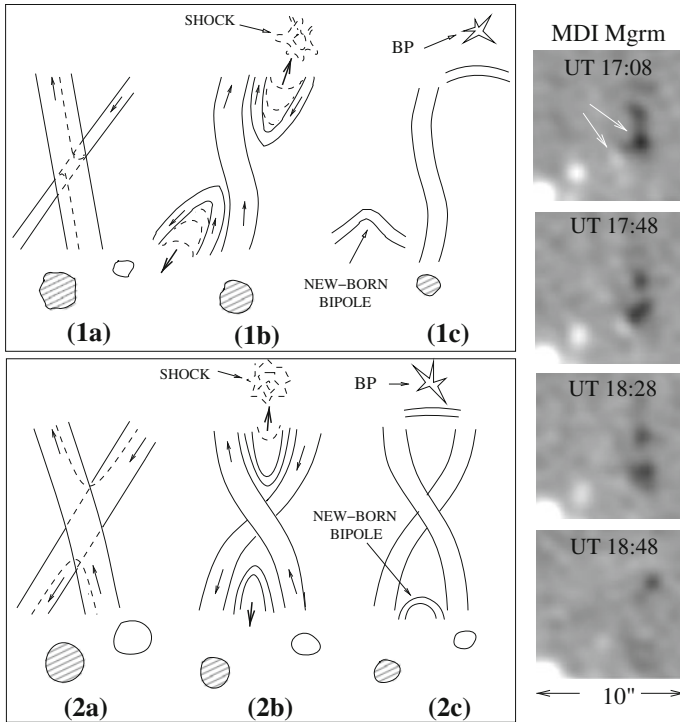 SHOCK
BP
NEW–BORN
BIPOLE
(1a)
(1b)
(1c)
SHOCK
BP
NEW–BORN
BIPOLE
(2a)
(2b)
(2c)
MDI Mgrm
UT 17:08
UT 17:48
UT 18:28
UT 18:48
10"